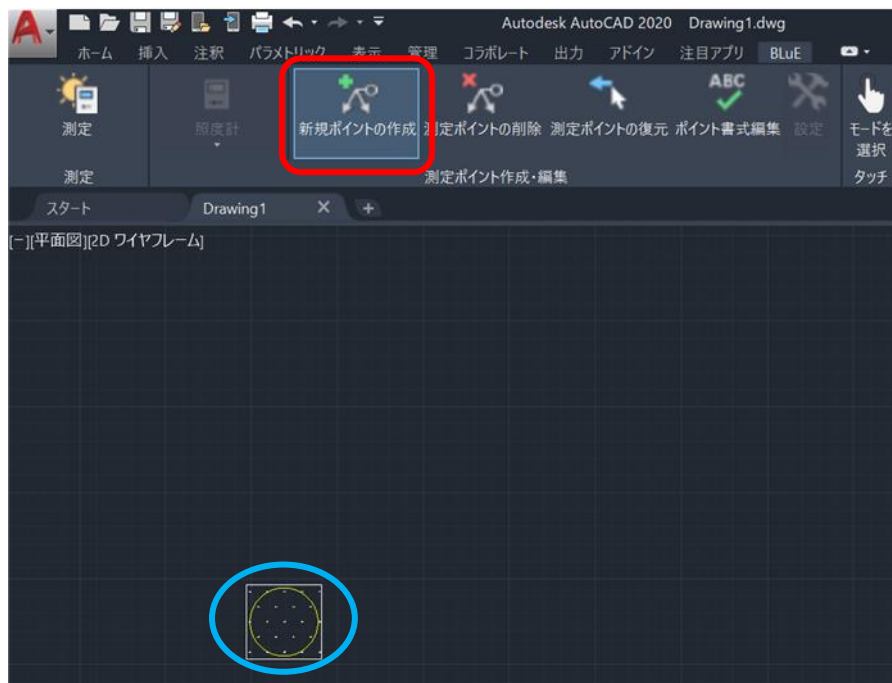 Autodesk AutoCAD 2020 Drawing1.dwg
ホーム 挿入 注釈 パラメトリック 表示 管理 コラボレート 出力 アドイン 注目アプリ BLuE
ABC
測定 照度計 新規ポイントの作成 測定ポイントの削除 測定ポイントの復元 ポイント書式編集 設定 モードを
選択
測定 測定ポイント作成・編集 タッチ
スタート Drawing1
[−][平面図][2D ワイヤフレーム]